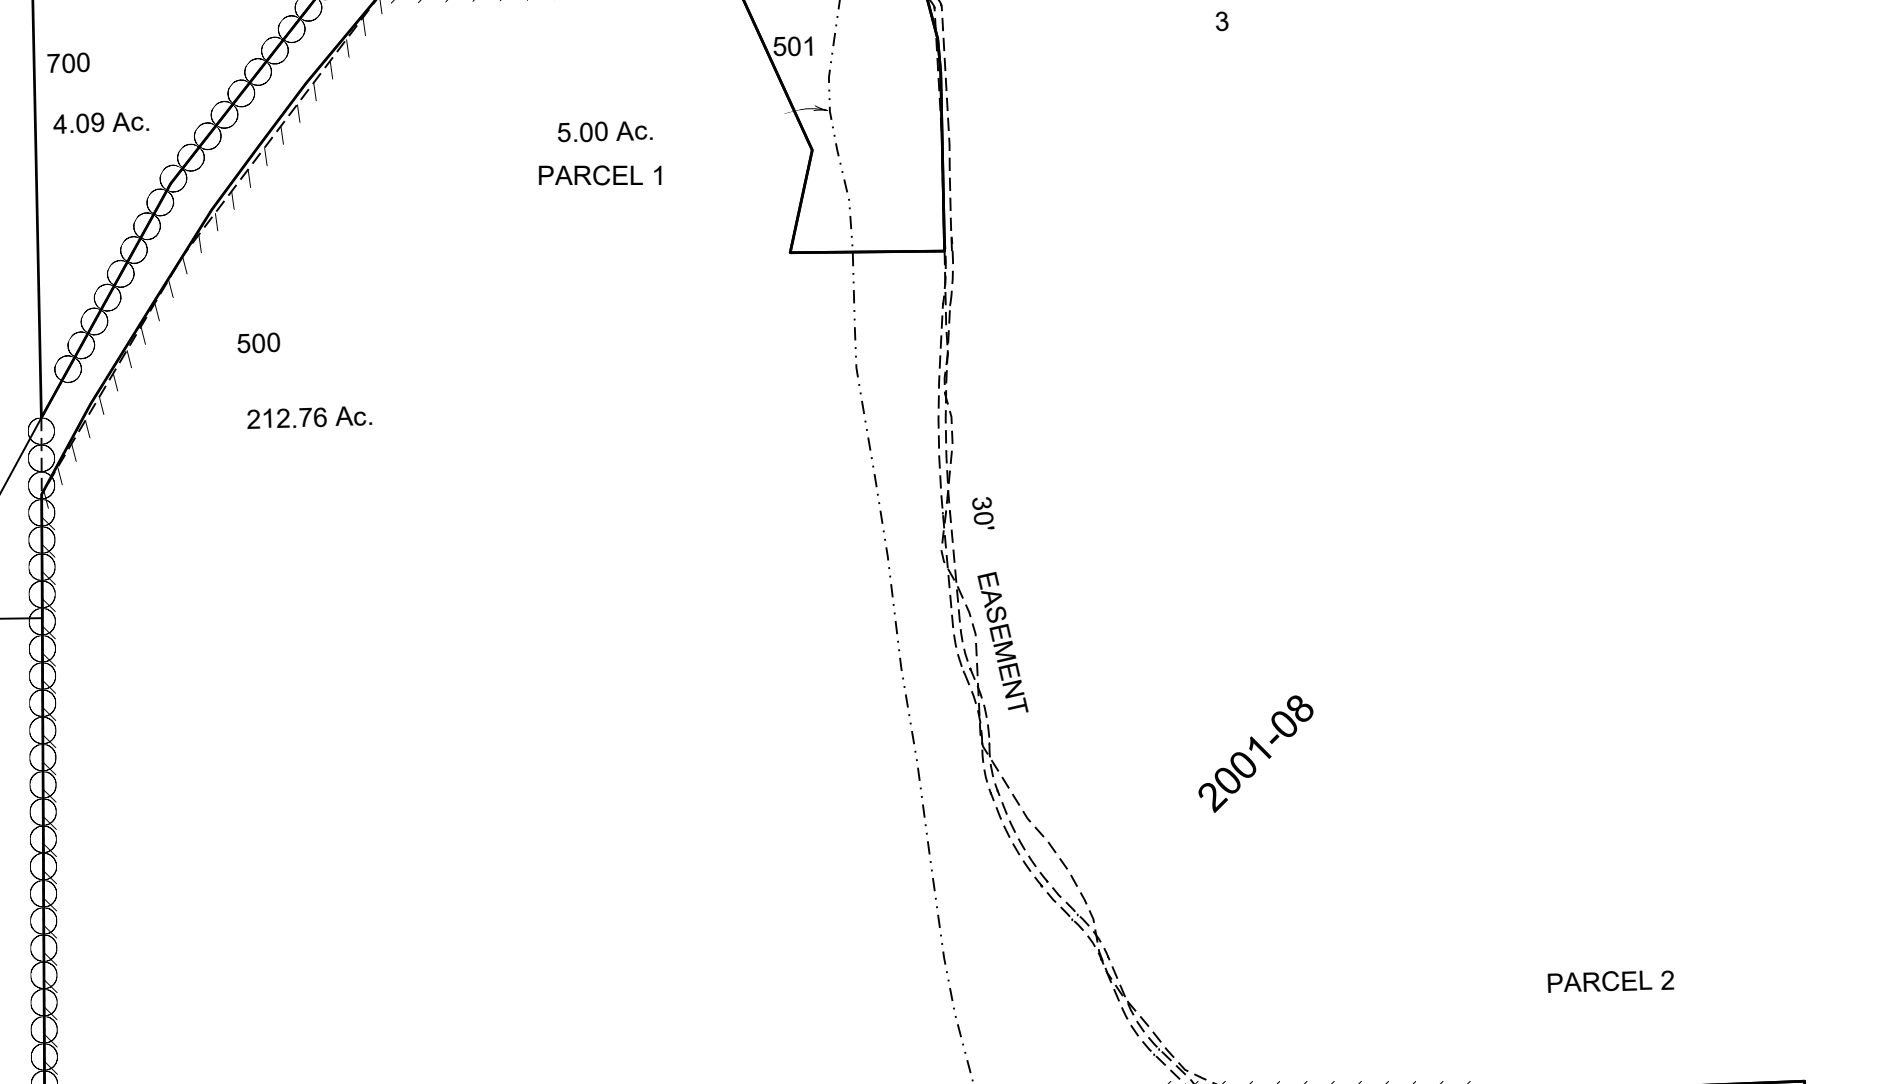 3
501
700
4.09 Ac.
5.00 Ac.
PARCEL 1
500
212.76 Ac.
30' EASEMENT
2001-08
PARCEL 2